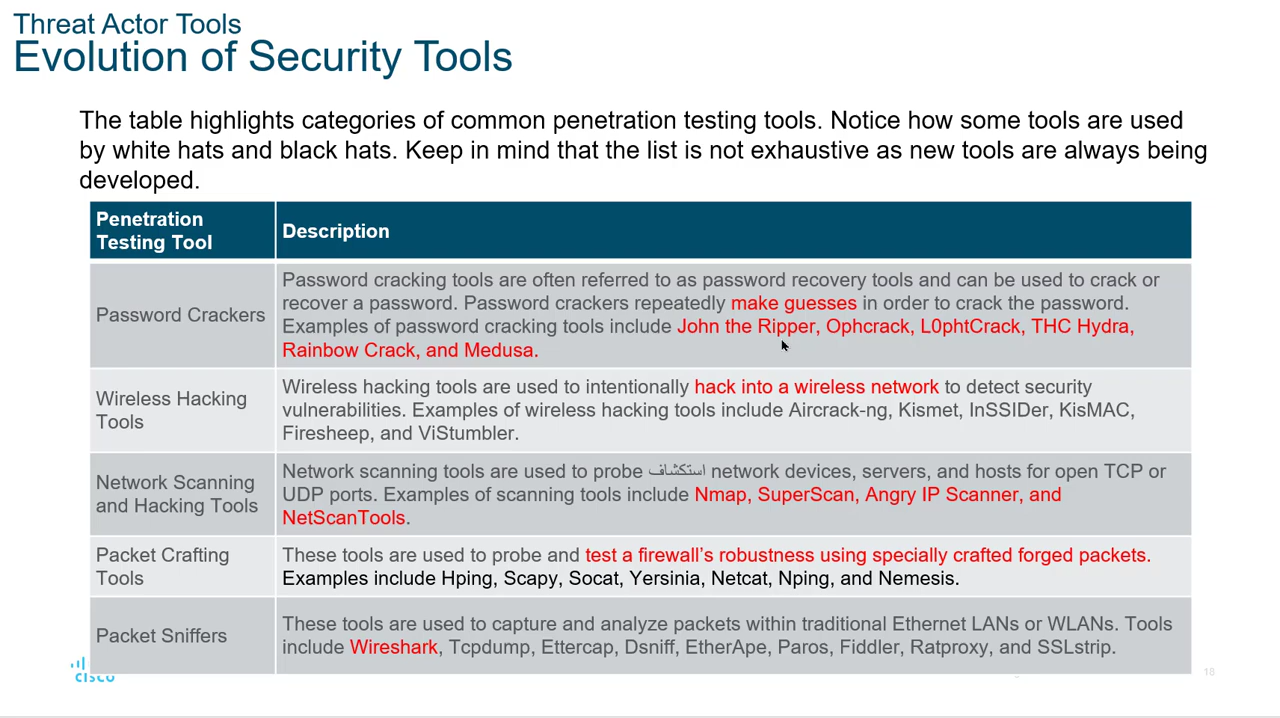 Threat Actor Tools
Evolution of Security Tools
The table highlights categories of common penetration testing tools. Notice how some tools are used
by white hats and black hats. Keep in mind that the list is not exhaustive as new tools are always being
developed.
Penetration
Testing Tool
Description
Password Crackers
Password cracking tools are often referred to as password recovery tools and can be used to crack or
recover a password. Password crackers repeatedly make guesses in order to crack the password.
Examples of password cracking tools include John the Ripper, Ophcrack, L0phtCrack, THC Hydra,
Rainbow Crack, and Medusa.
Wireless Hacking
Tools
Wireless hacking tools are used to intentionally hack into a wireless network to detect security
vulnerabilities. Examples of wireless hacking tools include Aircrack-ng, Kismet, InSSIDer, KisMAC,
Firesheep, and ViStumbler.
Network Scanning
and Hacking Tools
Network scanning tools are used to probe استكشاف network devices, servers, and hosts for open TCP or
UDP ports. Examples of scanning tools include Nmap, SuperScan, Angry IP Scanner, and
NetScanTools.
Packet Crafting
Tools
These tools are used to probe and test a firewall’s robustness using specially crafted forged packets.
Examples include Hping, Scapy, Socat, Yersinia, Netcat, Nping, and Nemesis.
Packet Sniffers
These tools are used to capture and analyze packets within traditional Ethernet LANs or WLANs. Tools
include Wireshark, Tcpdump, Ettercap, Dsniff, EtherApe, Paros, Fiddler, Ratproxy, and SSLstrip.
CISCO
18